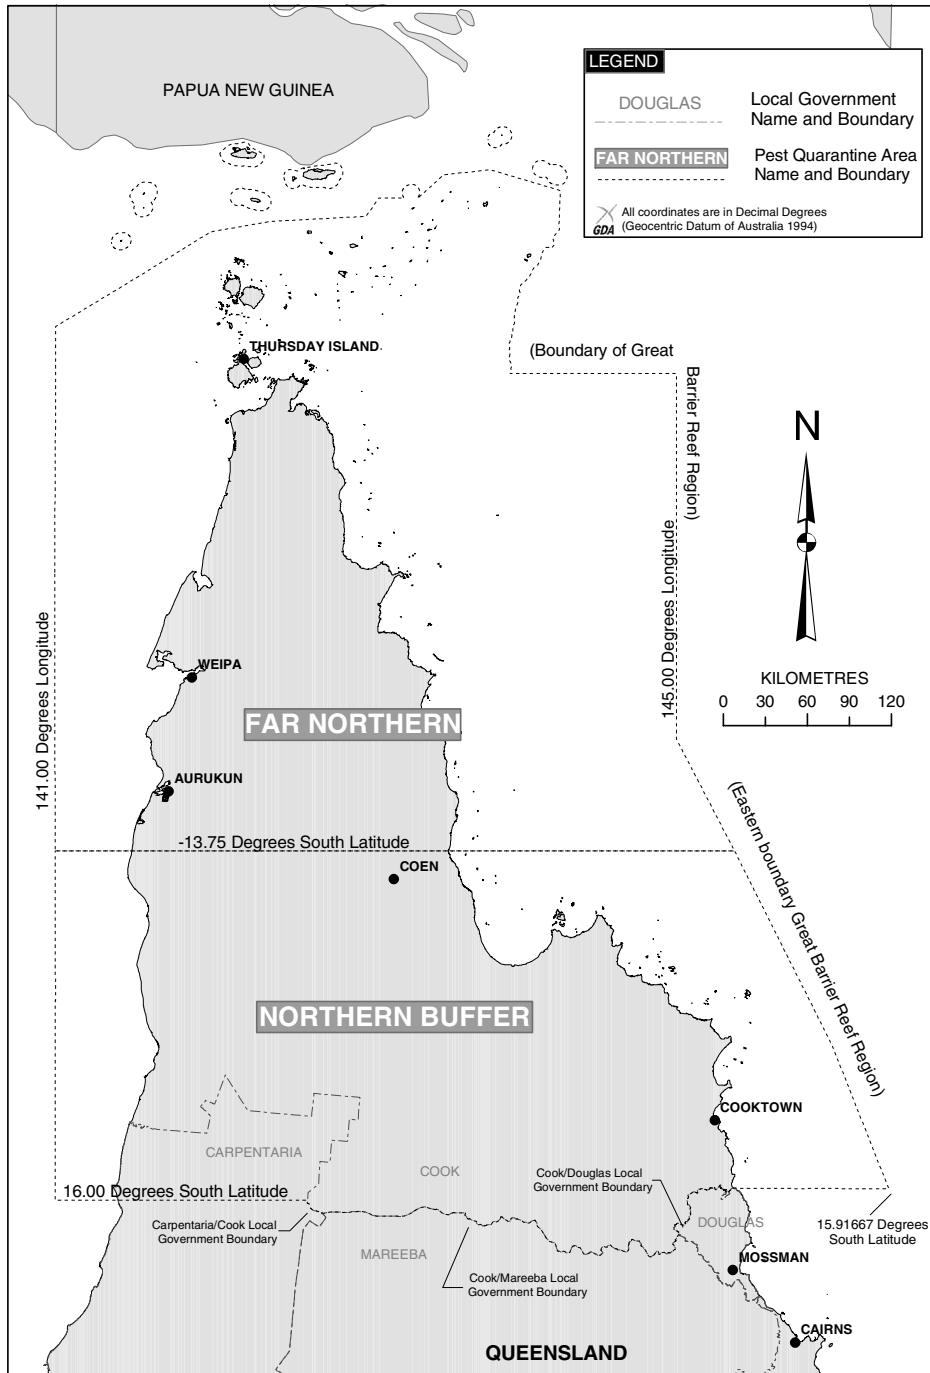 PAPUA NEW GUINEA
LEGEND
DOUGLAS
Local Government
Name and Boundary
FAR NORTHERN
Pest Quarantine Area
Name and Boundary
GDA
All coordinates are in Decimal Degrees
(Geocentric Datum of Australia 1994)
THURSDAY ISLAND
(Boundary of Great
Barrier Reef Region)
N
KILOMETRES
0 30 60 90 120
141.00 Degrees Longitude
145.00 Degrees Longitude
WEIPA
FAR NORTHERN
AURUKUN
-13.75 Degrees South Latitude
COEN
(Eastern boundary Great Barrier Reef Region)
NORTHERN BUFFER
COOKTOWN
CARPENTARIA
COOK
Cook/Douglas Local
Government Boundary
16.00 Degrees South Latitude
DOUGLAS
15.91667 Degrees
South Latitude
Carpentaria/Cook Local
Government Boundary
MAREEBA
MOSSMAN
Cook/Mareeba Local
Government Boundary
CAIRNS
QUEENSLAND